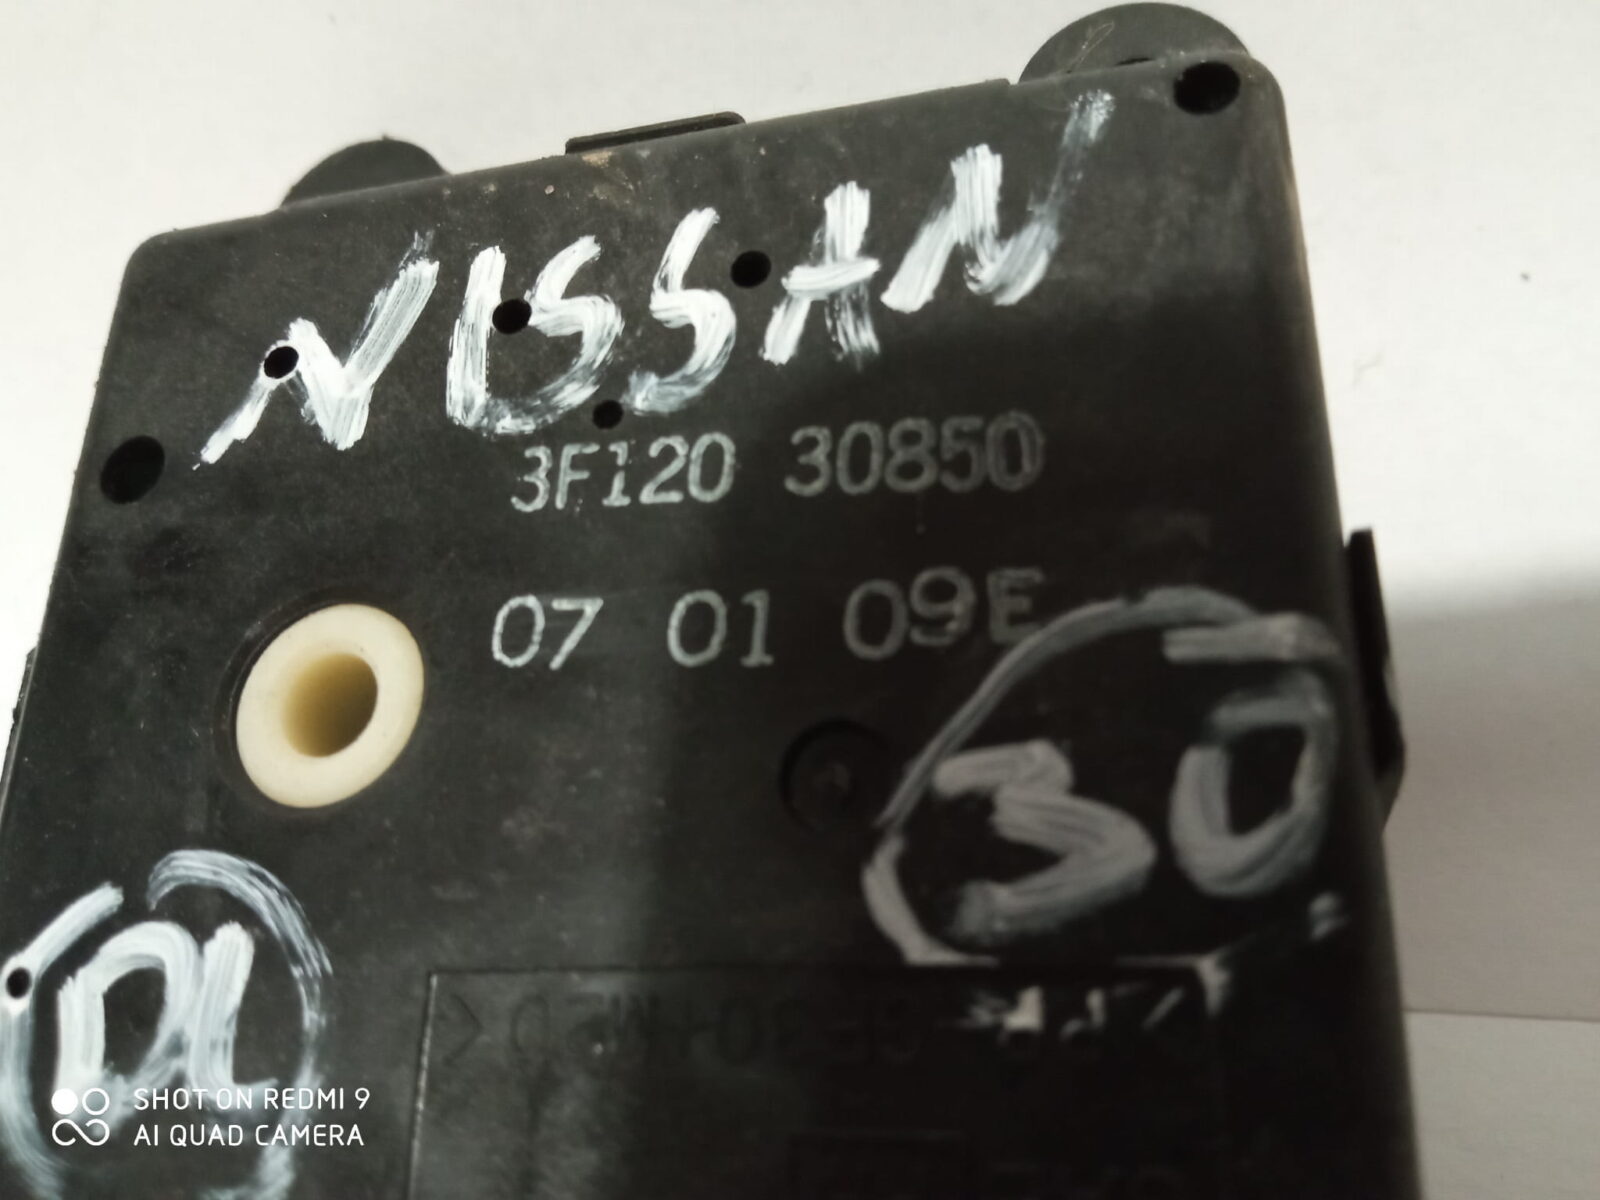 NISSAN
3F120 30850
07 01 09E
30
DL
SHOT ON REDMI 9
AI QUAD CAMERA